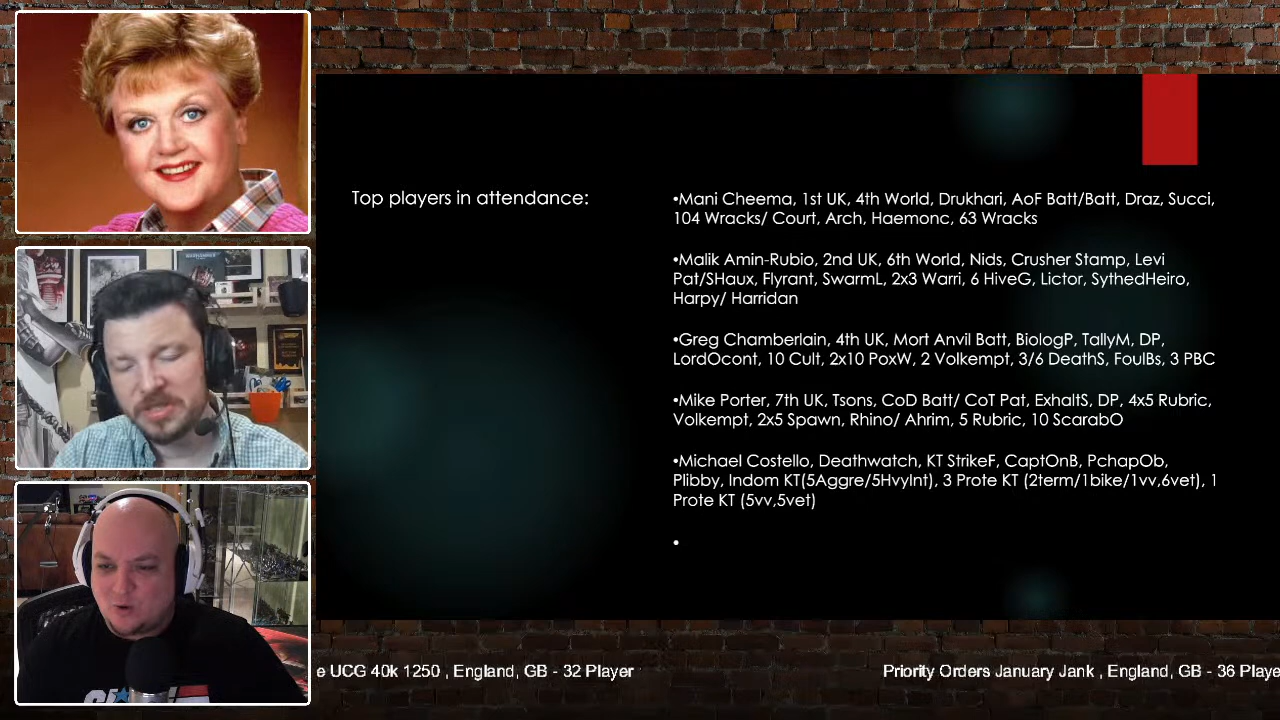 Top players in attendance:
•Mani Cheema, 1st UK, 4th World, Drukhari, AoF Batt/Batt, Draz, Succi,
104 Wracks/ Court, Arch, Haemonc, 63 Wracks
•Malik Amin-Rubio, 2nd UK, 6th World, Nids, Crusher Stamp, Levi
Pat/SHaux, Flyrant, SwarmL, 2x3 Warri, 6 HiveG, Lictor, SythedHeiro,
Harpy/ Harridan
•Greg Chamberlain, 4th UK, Mort Anvil Batt, BiologP, TallyM, DP,
LordOcont, 10 Cult, 2x10 PoxW, 2 Volkempt, 3/6 DeathS, FoulBs, 3 PBC
•Mike Porter, 7th UK, Tsons, CoD Batt/ CoT Pat, ExhaltS, DP, 4x5 Rubric,
Volkempt, 2x5 Spawn, Rhino/ Ahrim, 5 Rubric, 10 ScarabO
•Michael Costello, Deathwatch, KT StrikeF, CaptOnB, PchapOb,
Plibby, Indom KT(5Aggre/5HvyInt), 3 Prote KT (2term/1bike/1vv,6vet), 1
Prote KT (5vv,5vet)
•
e UCG 40k 1250 , England, GB - 32 Player
Priority Orders January Jank , England, GB - 36 Playe